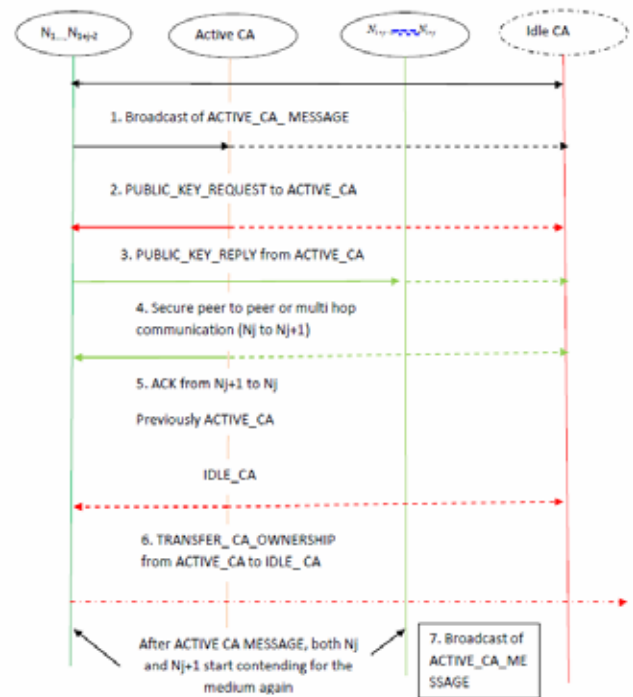 N1...N1+j-2
Active CA
Idle CA
1. Broadcast of ACTIVE_CA_ MESSAGE
2. PUBLIC_KEY_REQUEST to ACTIVE_CA
3. PUBLIC_KEY_REPLY from ACTIVE_CA
4. Secure peer to peer or multi hop
communication (Nj to Nj+1)
5. ACK from Nj+1 to Nj
Previously ACTIVE_CA
IDLE_CA
6. TRANSFER_ CA_OWNERSHIP
from ACTIVE_CA to IDLE_ CA
After ACTIVE CA MESSAGE, both Nj
and Nj+1 start contending for the
medium again
7. Broadcast of
ACTIVE_CA_ME
SSAGE